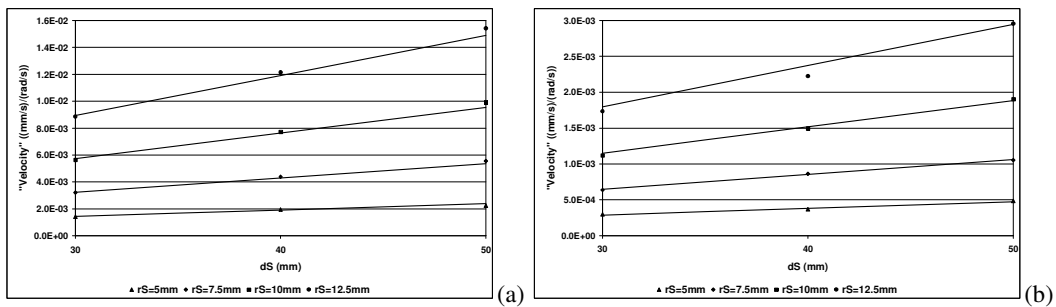 1.6E-02
1.4E-02
1.2E-02
1.0E-02
8.0E-03
6.0E-03
4.0E-03
2.0E-03
0.0E+00
"Velocity" ((mm/s)/(rad/s))
30 40 50
dS (mm)
rS=5mm rS=7.5mm rS=10mm rS=12.5mm
(a)
3.0E-03
2.5E-03
2.0E-03
1.5E-03
1.0E-03
5.0E-04
0.0E+00
"Velocity" ((mm/s)/(rad/s))
30 40 50
dS (mm)
rS=5mm rS=7.5mm rS=10mm rS=12.5mm
(b)